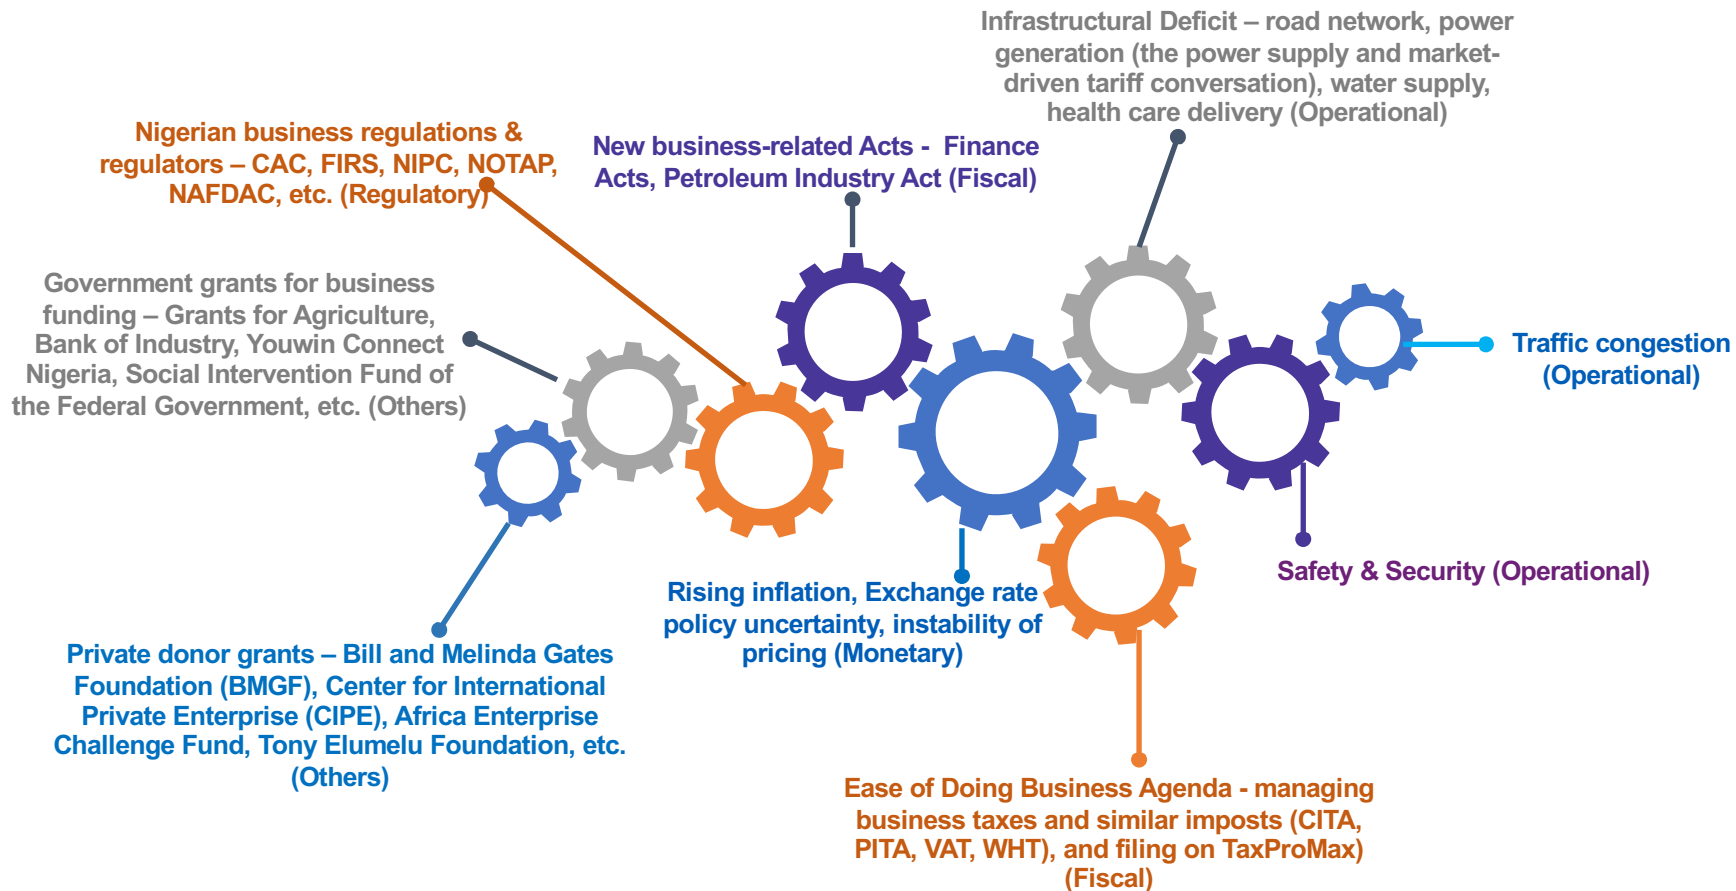 Infrastructural Deficit – road network, power
generation (the power supply and market-
driven tariff conversation), water supply,
health care delivery (Operational)
Nigerian business regulations &
regulators – CAC, FIRS, NIPC, NOTAP,
NAFDAC, etc. (Regulatory)
New business-related Acts - Finance
Acts, Petroleum Industry Act (Fiscal)
Government grants for business
funding – Grants for Agriculture,
Bank of Industry, Youwin Connect
Nigeria, Social Intervention Fund of
the Federal Government, etc. (Others)
Traffic congestion
(Operational)
Safety & Security (Operational)
Rising inflation, Exchange rate
policy uncertainty, instability of
pricing (Monetary)
Private donor grants – Bill and Melinda Gates
Foundation (BMGF), Center for International
Private Enterprise (CIPE), Africa Enterprise
Challenge Fund, Tony Elumelu Foundation, etc.
(Others)
Ease of Doing Business Agenda - managing
business taxes and similar imposts (CITA,
PITA, VAT, WHT), and filing on TaxProMax)
(Fiscal)